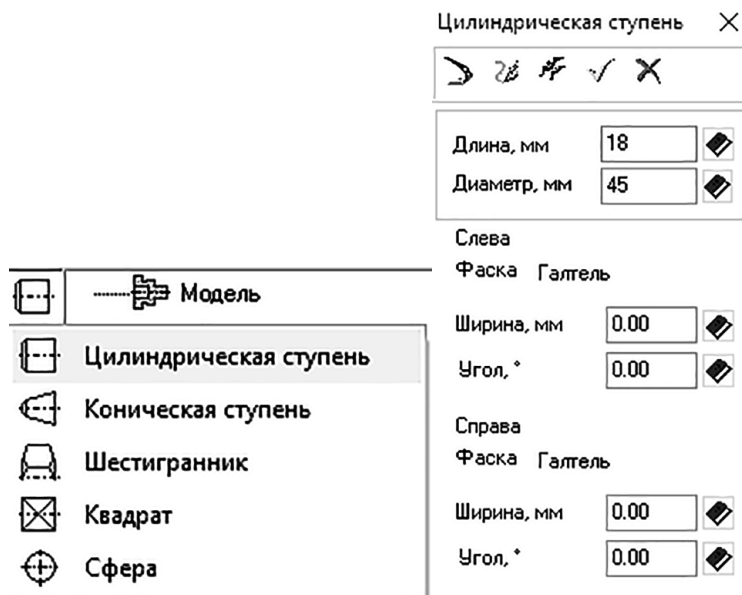 Цилиндрическая ступень
Длина, мм 18
Диаметр, мм 45
Слева
Фаска Галтель
Ширина, мм 0.00
Угол, ° 0.00
Справа
Фаска Галтель
Ширина, мм 0.00
Угол, ° 0.00
Модель
Цилиндрическая ступень
Коническая ступень
Шестигранник
Квадрат
Сфера